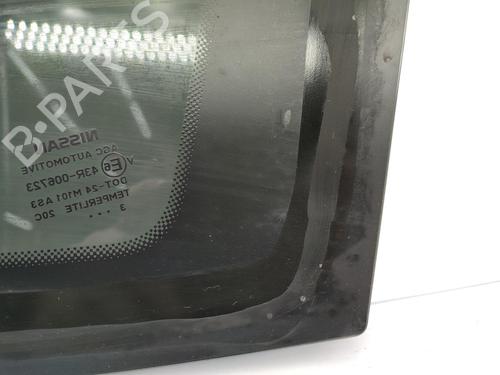 B-PARTS
NISSAN
AGC AUTOMOTIVE
V E6 43R-006723
DOT-24 M101 AS3
TEMPERLITE 20C
3 ...